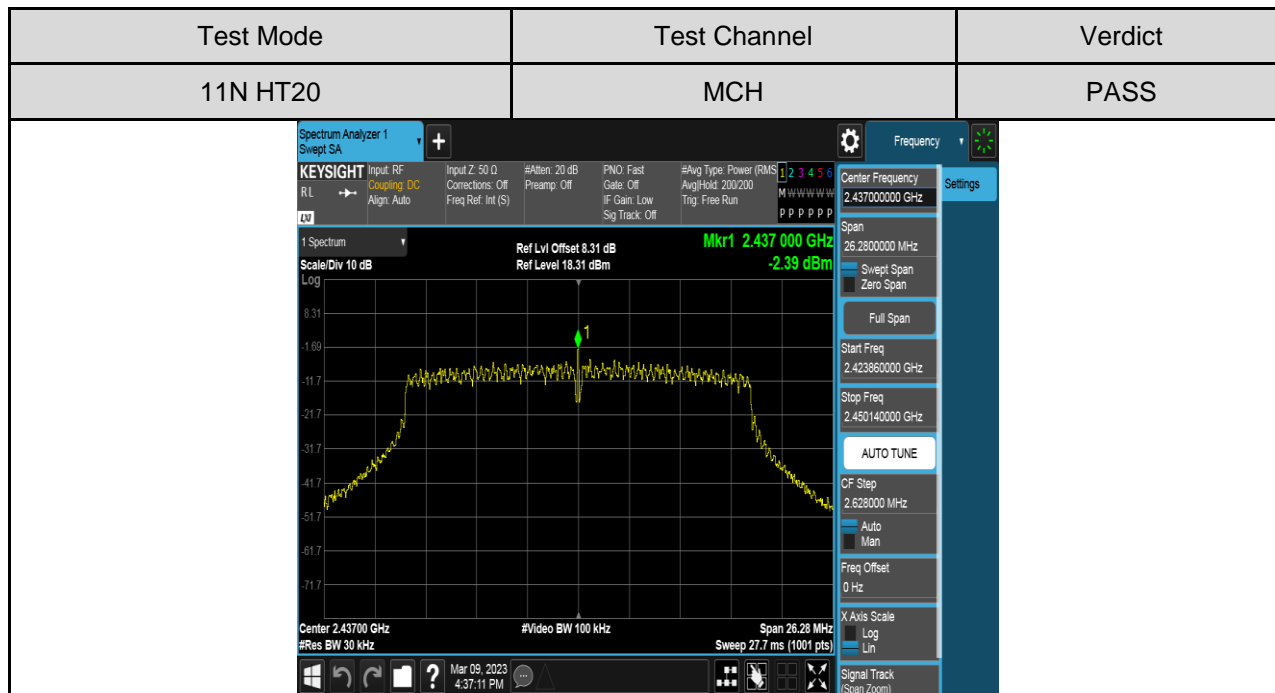 Test Mode Test Channel Verdict
11N HT20 MCH PASS
Spectrum Analyzer 1
Swept SA
+
Frequency
KEYSIGHT
RL
LXI
Input: RF
Coupling: DC
Align: Auto
Input Z: 50 Ω
Corrections: Off
Freq Ref: Int (S)
#Atten: 20 dB
Preamp: Off
PNO: Fast
Gate: Off
IF Gain: Low
Sig Track: Off
#Avg Type: Power (RMS
Avg|Hold: 200/200
Trig: Free Run
1 2 3 4 5 6
M W W W W W
P P P P P P
1 Spectrum
Scale/Div 10 dB
Log
Ref Lvl Offset 8.31 dB
Ref Level 18.31 dBm
Mkr1 2.437 000 GHz
-2.39 dBm
1
8.31
-1.69
-11.7
-21.7
-31.7
-41.7
-51.7
-61.7
-71.7
Center 2.43700 GHz
#Res BW 30 kHz
#Video BW 100 kHz
Span 26.28 MHz
Sweep 27.7 ms (1001 pts)
?
Mar 09, 2023
4:37:11 PM
Center Frequency
2.437000000 GHz
Settings
Span
26.2800000 MHz
Swept Span
Zero Span
Full Span
Start Freq
2.423860000 GHz
Stop Freq
2.450140000 GHz
AUTO TUNE
CF Step
2.628000 MHz
Auto
Man
Freq Offset
0 Hz
X Axis Scale
Log
Lin
Signal Track
(Span Zoom)